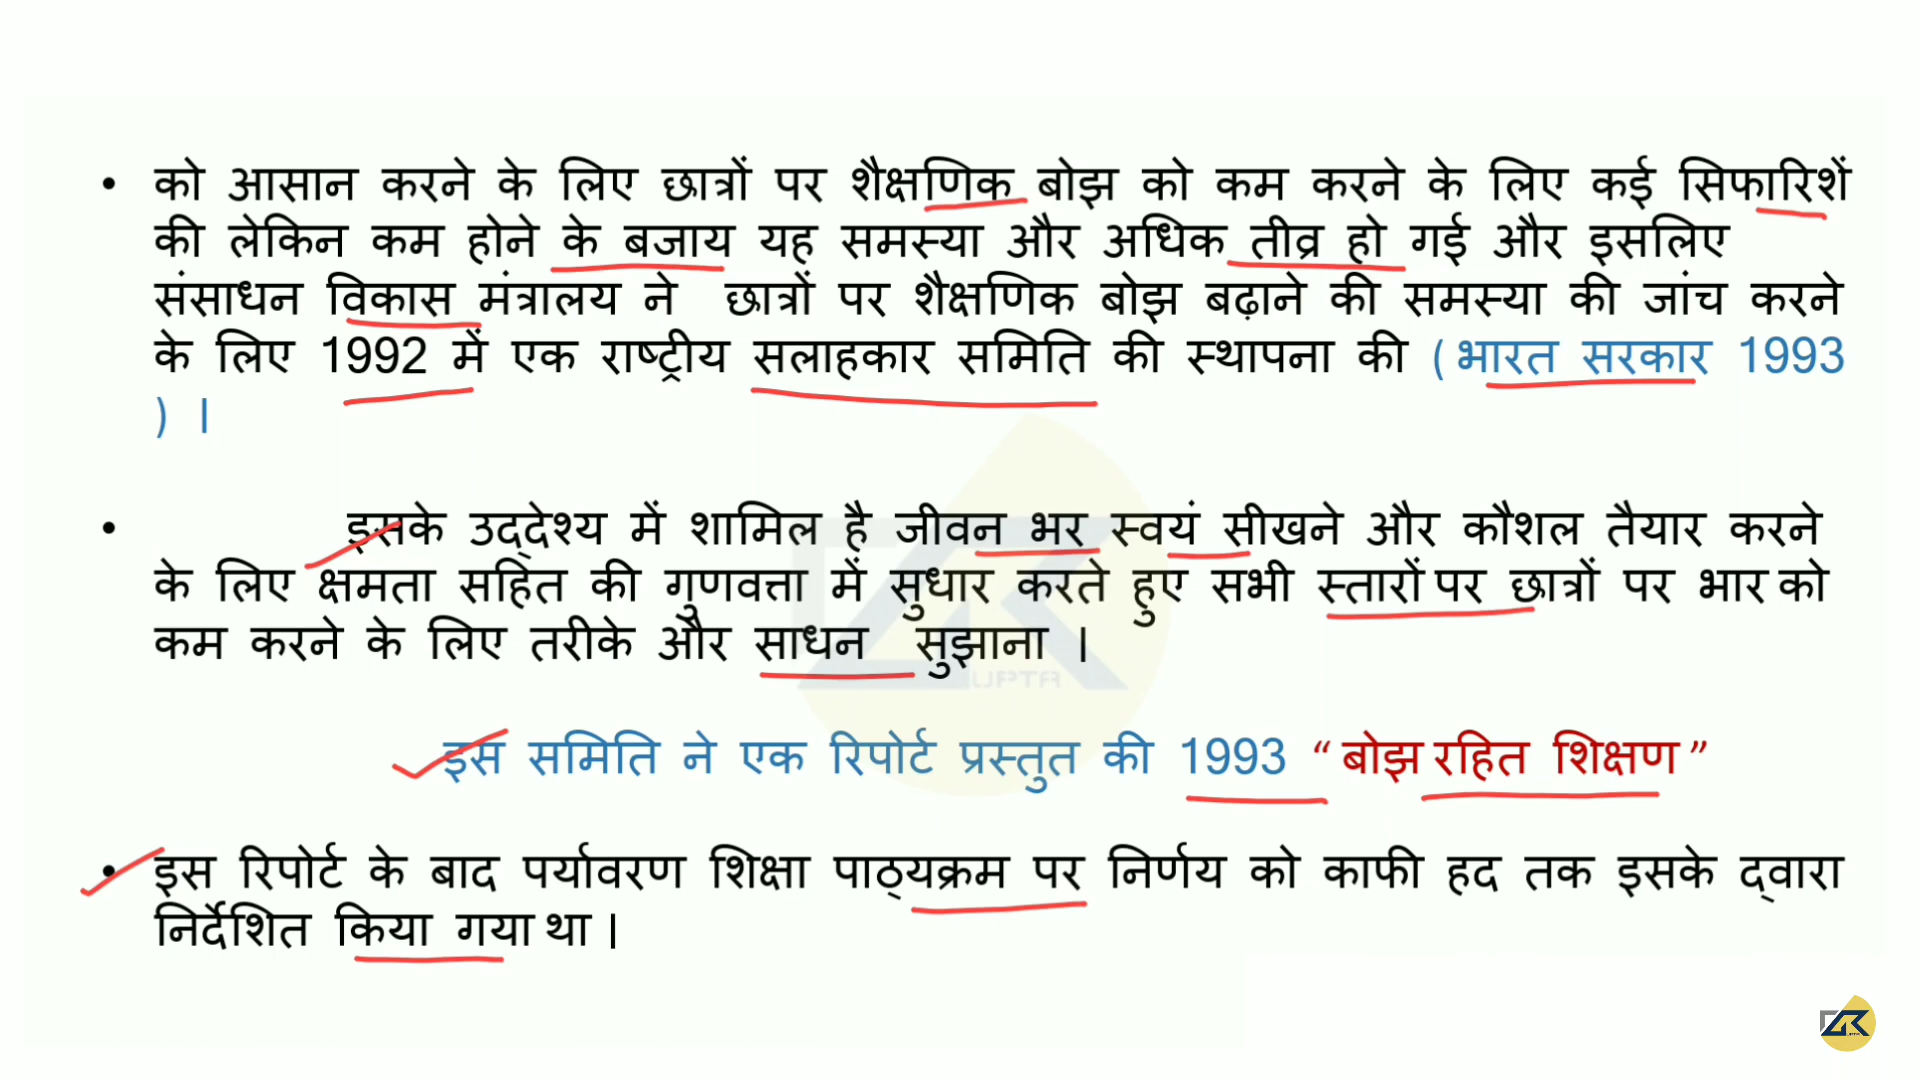 • को आसान करने के लिए छात्रों पर शैक्षणिक बोझ को कम करने के लिए कई सिफारिशें
की लेकिन कम होने के बजाय यह समस्या और अधिक तीव्र हो गई और इसलिए
संसाधन विकास मंत्रालय ने छात्रों पर शैक्षणिक बोझ बढ़ाने की समस्या की जांच करने
के लिए 1992 में एक राष्ट्रीय सलाहकार समिति की स्थापना की ( भारत सरकार 1993
) ।
• इसके उद्देश्य में शामिल है जीवन भर स्वयं सीखने और कौशल तैयार करने
के लिए क्षमता सहित की गुणवत्ता में सुधार करते हुए सभी स्तारों पर छात्रों पर भार को
कम करने के लिए तरीके और साधन सुझाना ।
इस समिति ने एक रिपोर्ट प्रस्तुत की 1993 “ बोझ रहित शिक्षण ”
• इस रिपोर्ट के बाद पर्यावरण शिक्षा पाठ्यक्रम पर निर्णय को काफी हद तक इसके द्वारा
निर्देशित किया गया था ।